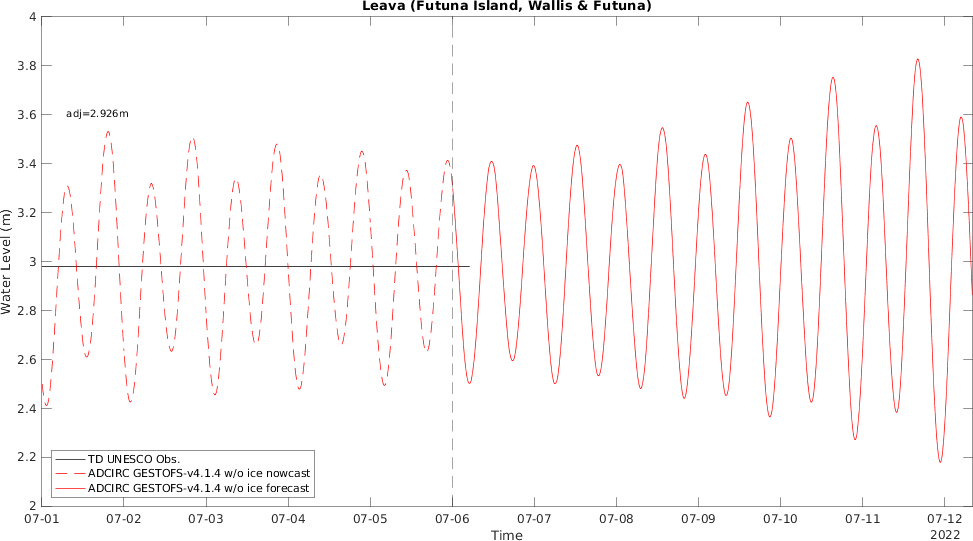 Leava (Futuna Island, Wallis & Futuna)
4
3.8
3.6
3.4
3.2
3
2.8
2.6
2.4
2.2
2
Water Level (m)
adj=2.926m
TD UNESCO Obs.
ADCIRC GESTOFS-v4.1.4 w/o ice nowcast
ADCIRC GESTOFS-v4.1.4 w/o ice forecast
07-01 07-02 07-03 07-04 07-05 07-06 07-07 07-08 07-09 07-10 07-11 07-12
2022
Time